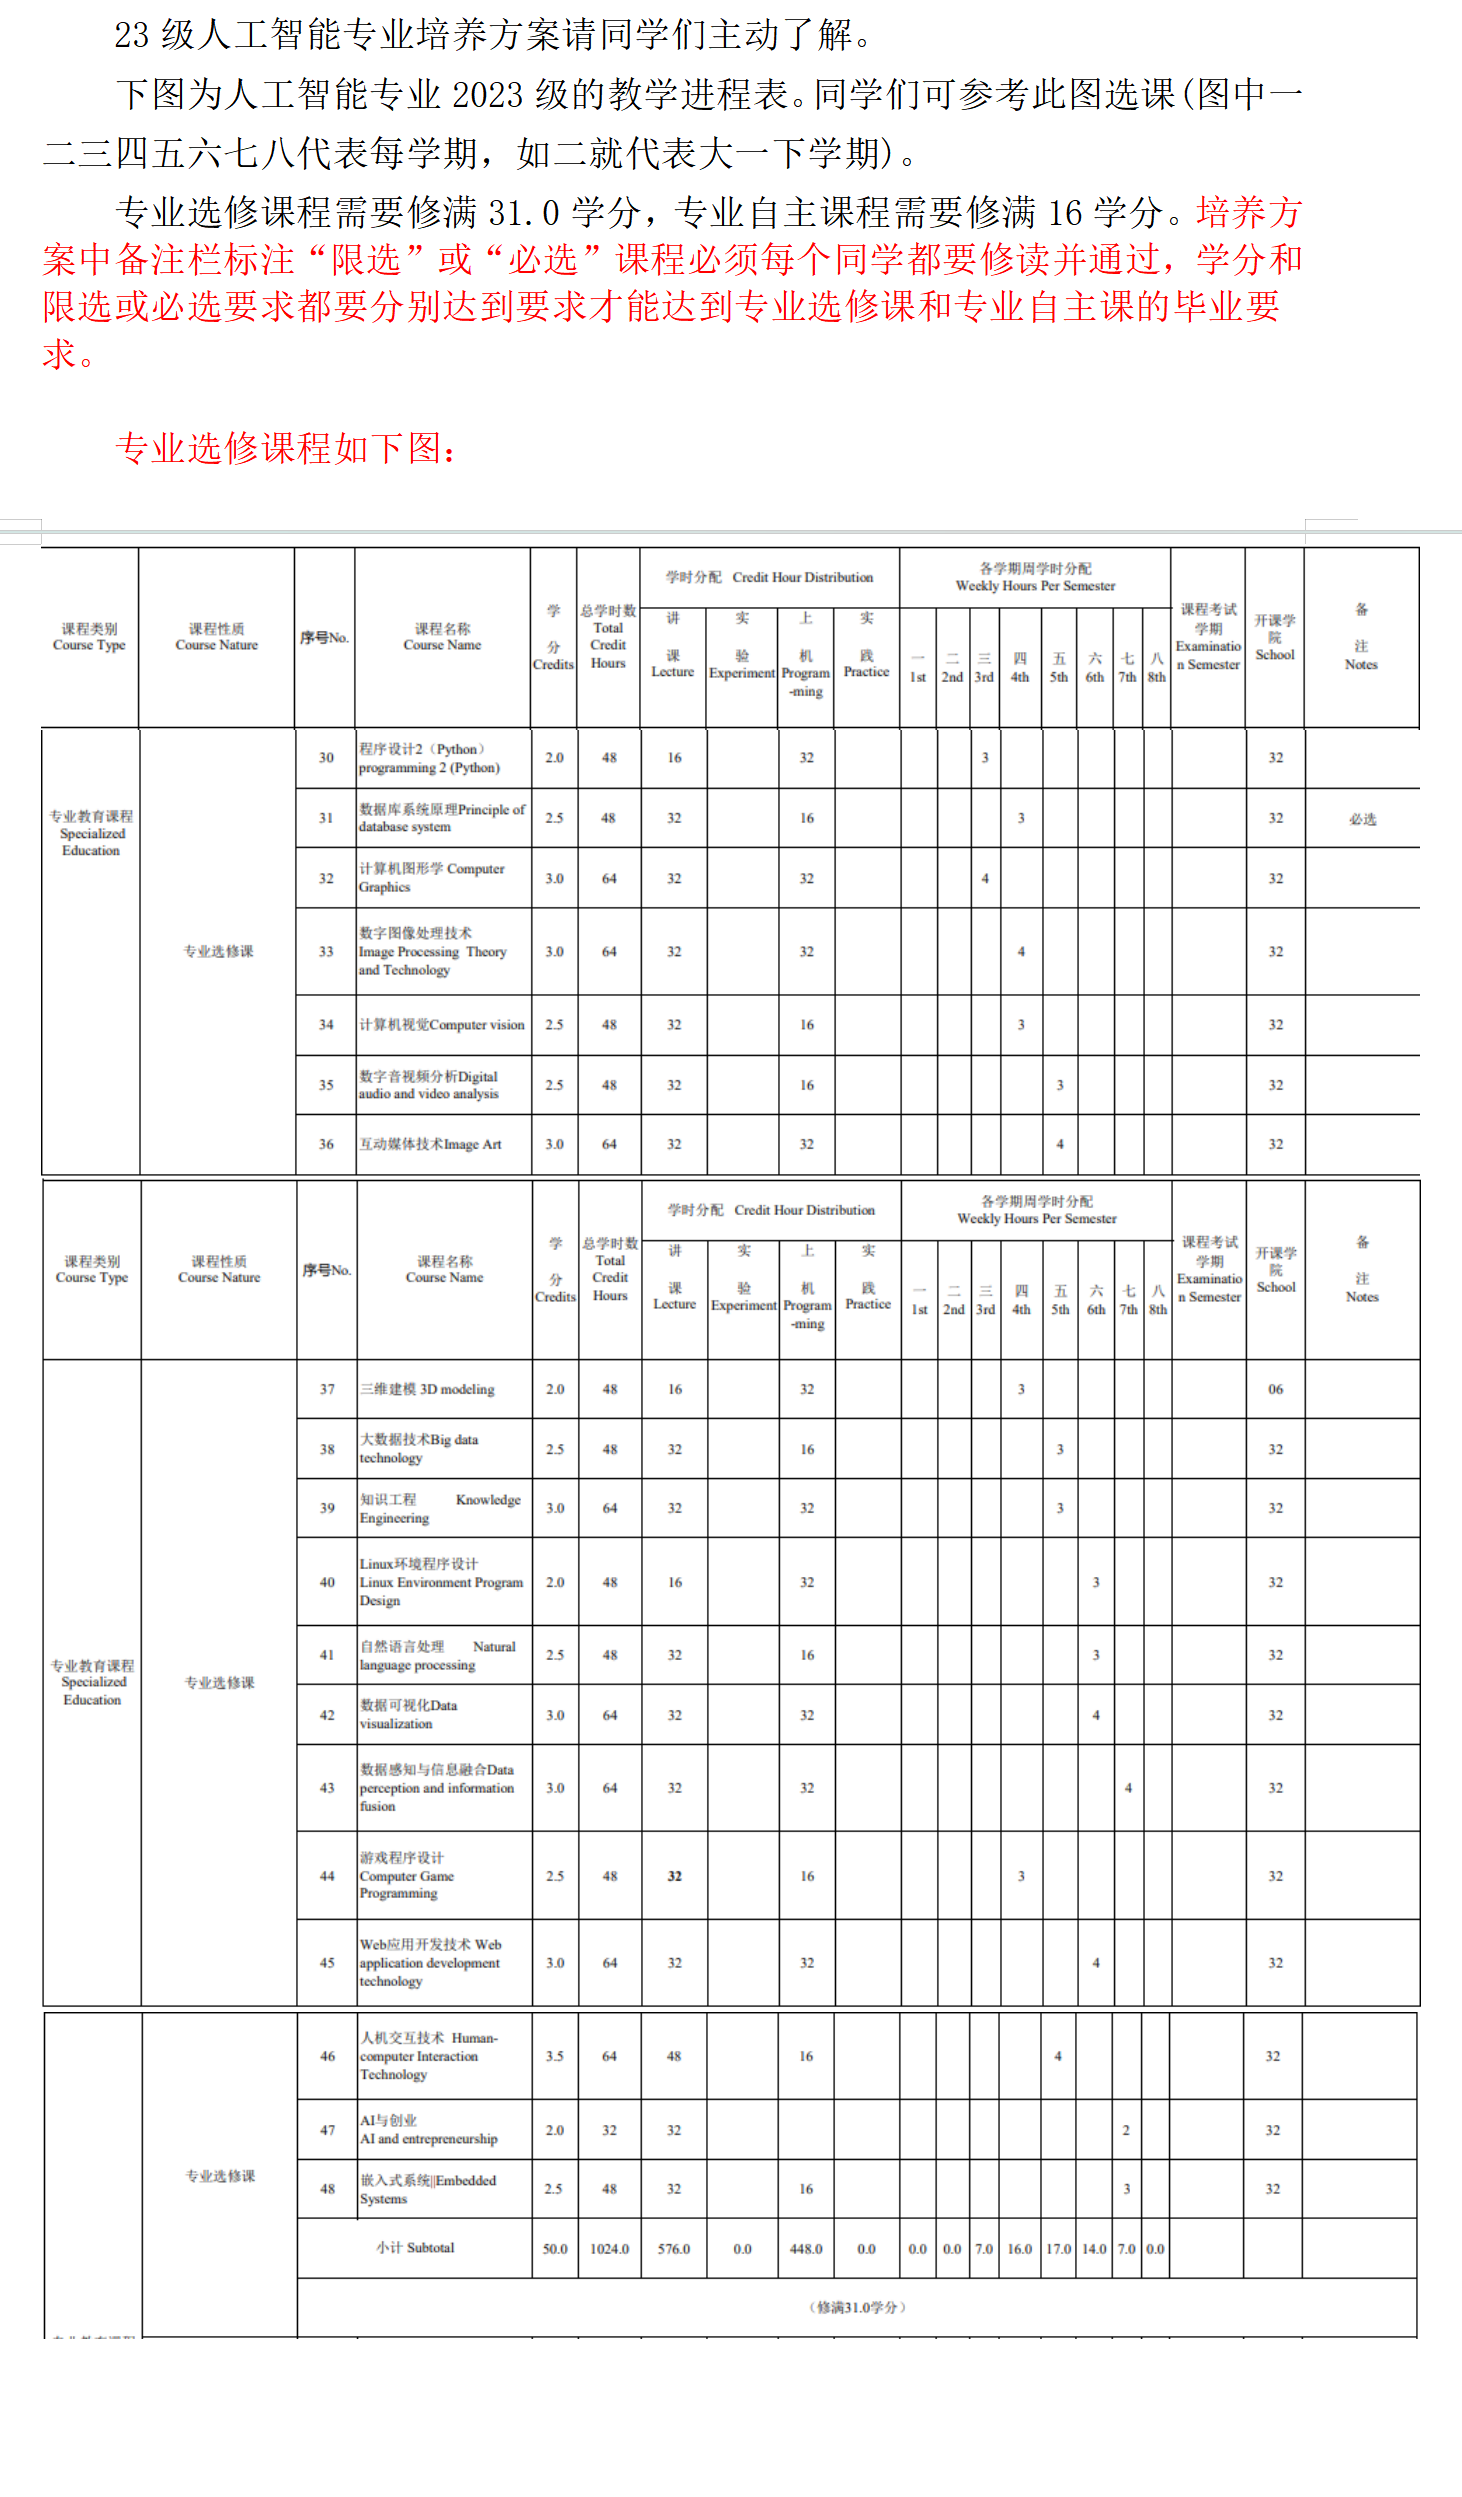 23 级人工智能专业培养方案请同学们主动了解。
下图为人工智能专业 2023 级的教学进程表。同学们可参考此图选课(图中一
二三四五六七八代表每学期，如二就代表大一下学期)。
专业选修课程需要修满 31.0 学分，专业自主课程需要修满 16 学分。培养方
案中备注栏标注“限选”或“必选”课程必须每个同学都要修读并通过，学分和
限选或必选要求都要分别达到要求才能达到专业选修课和专业自主课的毕业要
求。
专业选修课程如下图：
课程类别 Course Type 课程性质 Course Nature 序号No. 课程名称 Course Name 学分 Credits 总学时数 Total Credit Hours 学时分配 Credit Hour Distribution 各学期周学时分配 Weekly Hours Per Semester 课程考试学期 Examination Semester 开课学院 School 备注 Notes
讲课 Lecture 实验 Experiment 上机 Program-ming 实践 Practice 一 1st 二 2nd 三 3rd 四 4th 五 5th 六 6th 七 7th 八 8th
专业教育课程 Specialized Education
专业选修课
30 程序设计2（Python） programming 2 (Python) 2.0 48 16 32 3 32
31 数据库系统原理Principle of database system 2.5 48 32 16 3 32 必选
32 计算机图形学 Computer Graphics 3.0 64 32 32 4 32
33 数字图像处理技术 Image Processing Theory and Technology 3.0 64 32 32 4 32
34 计算机视觉Computer vision 2.5 48 32 16 3 32
35 数字音视频分析Digital audio and video analysis 2.5 48 32 16 3 32
36 互动媒体技术Image Art 3.0 64 32 32 4 32
课程类别 Course Type 课程性质 Course Nature 序号No. 课程名称 Course Name 学分 Credits 总学时数 Total Credit Hours 学时分配 Credit Hour Distribution 各学期周学时分配 Weekly Hours Per Semester 课程考试学期 Examination Semester 开课学院 School 备注 Notes
讲课 Lecture 实验 Experiment 上机 Program-ming 实践 Practice 一 1st 二 2nd 三 3rd 四 4th 五 5th 六 6th 七 7th 八 8th
专业教育课程 Specialized Education
专业选修课
37 三维建模 3D modeling 2.0 48 16 32 3 06
38 大数据技术Big data technology 2.5 48 32 16 3 32
39 知识工程 Knowledge Engineering 3.0 64 32 32 3 32
40 Linux环境程序设计 Linux Environment Program Design 2.0 48 16 32 3 32
41 自然语言处理 Natural language processing 2.5 48 32 16 3 32
42 数据可视化Data visualization 3.0 64 32 32 4 32
43 数据感知与信息融合Data perception and information fusion 3.0 64 32 32 4 32
44 游戏程序设计 Computer Game Programming 2.5 48 32 16 3 32
45 Web应用开发技术 Web application development technology 3.0 64 32 32 4 32
专业选修课
46 人机交互技术 Human-computer Interaction Technology 3.5 64 48 16 4 32
47 AI与创业 AI and entrepreneurship 2.0 32 32 2 32
48 嵌入式系统||Embedded Systems 2.5 48 32 16 3 32
小计 Subtotal 50.0 1024.0 576.0 0.0 448.0 0.0 0.0 0.0 7.0 16.0 17.0 14.0 7.0 0.0
（修满31.0学分）